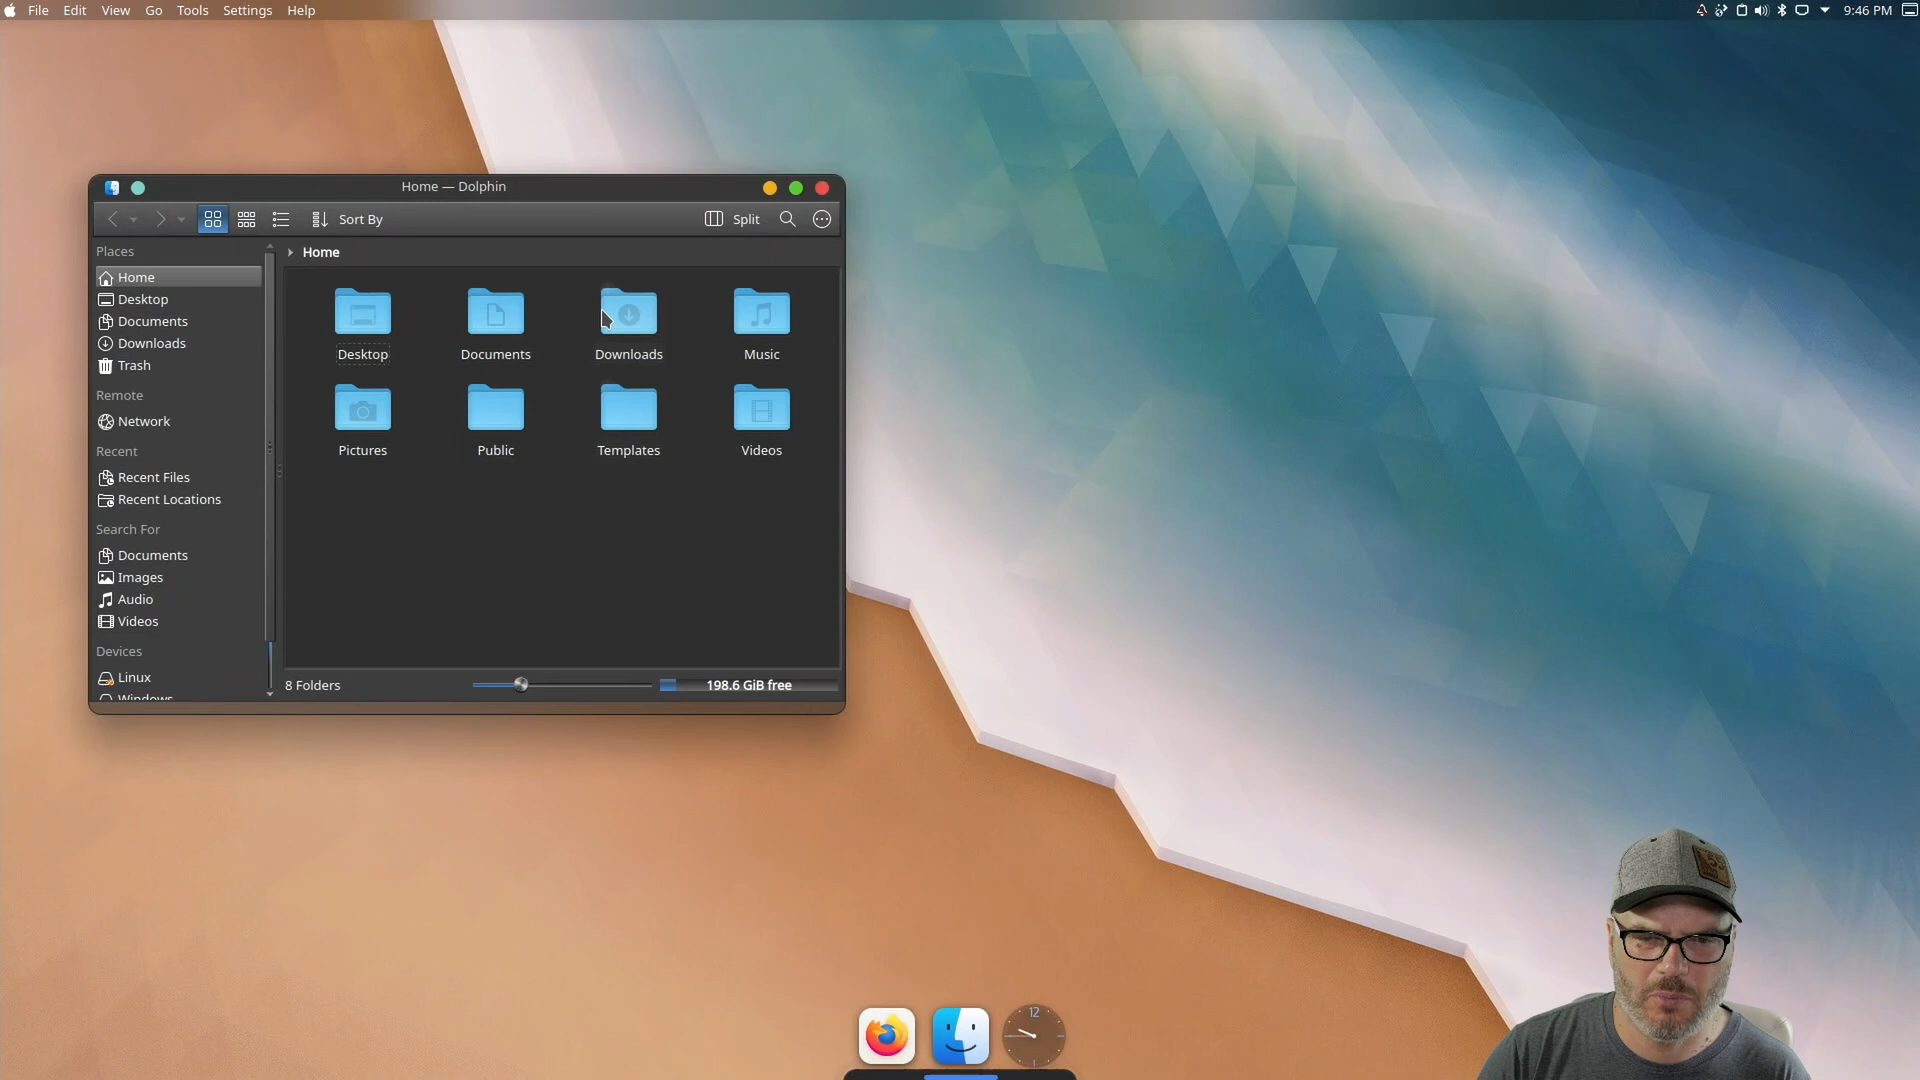 File Edit View Go Tools Settings Help
9:46 PM
Home — Dolphin
Sort By
Split
Places
Home
Home
Desktop
Documents
Downloads
Trash
Remote
Network
Recent
Recent Files
Recent Locations
Search For
Documents
Images
Audio
Videos
Devices
Linux
Windows
Desktop Documents Downloads Music
Pictures Public Templates Videos
8 Folders
198.6 GiB free
12